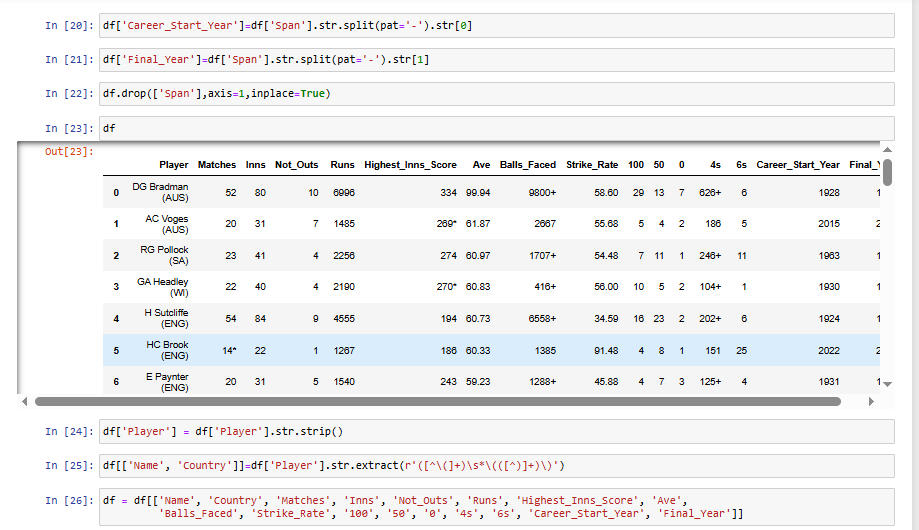 In [20]: df['Career_Start_Year']=df['Span'].str.split(pat='-').str[0]
In [21]: df['Final_Year']=df['Span'].str.split(pat='-').str[1]
In [22]: df.drop(['Span'],axis=1,inplace=True)
In [23]: df
Out[23]:
Player Matches Inns Not_Outs Runs Highest_Inns_Score Ave Balls_Faced Strike_Rate 100 50 0 4s 6s Career_Start_Year Final_Y
0 DG Bradman (AUS) 52 80 10 6996 334 99.94 9800+ 58.60 29 13 7 626+ 6 1928 1
1 AC Voges (AUS) 20 31 7 1485 269* 61.87 2667 55.68 5 4 2 186 5 2015 2
2 RG Pollock (SA) 23 41 4 2256 274 60.97 1707+ 54.48 7 11 1 246+ 11 1963 1
3 GA Headley (WI) 22 40 4 2190 270* 60.83 416+ 56.00 10 5 2 104+ 1 1930 1
4 H Sutcliffe (ENG) 54 84 9 4555 194 60.73 6558+ 34.59 16 23 2 202+ 6 1924 1
5 HC Brook (ENG) 14* 22 1 1267 186 60.33 1385 91.48 4 8 1 151 25 2022 2
6 E Paynter (ENG) 20 31 5 1540 243 59.23 1288+ 45.88 4 7 3 125+ 4 1931 1
In [24]: df['Player'] = df['Player'].str.strip()
In [25]: df[['Name', 'Country']]=df['Player'].str.extract(r'([^\(]+)\s*\(([^)]+)\)')
In [26]: df = df[['Name', 'Country', 'Matches', 'Inns', 'Not_Outs', 'Runs', 'Highest_Inns_Score', 'Ave',
'Balls_Faced', 'Strike_Rate', '100', '50', '0', '4s', '6s', 'Career_Start_Year', 'Final_Year']]